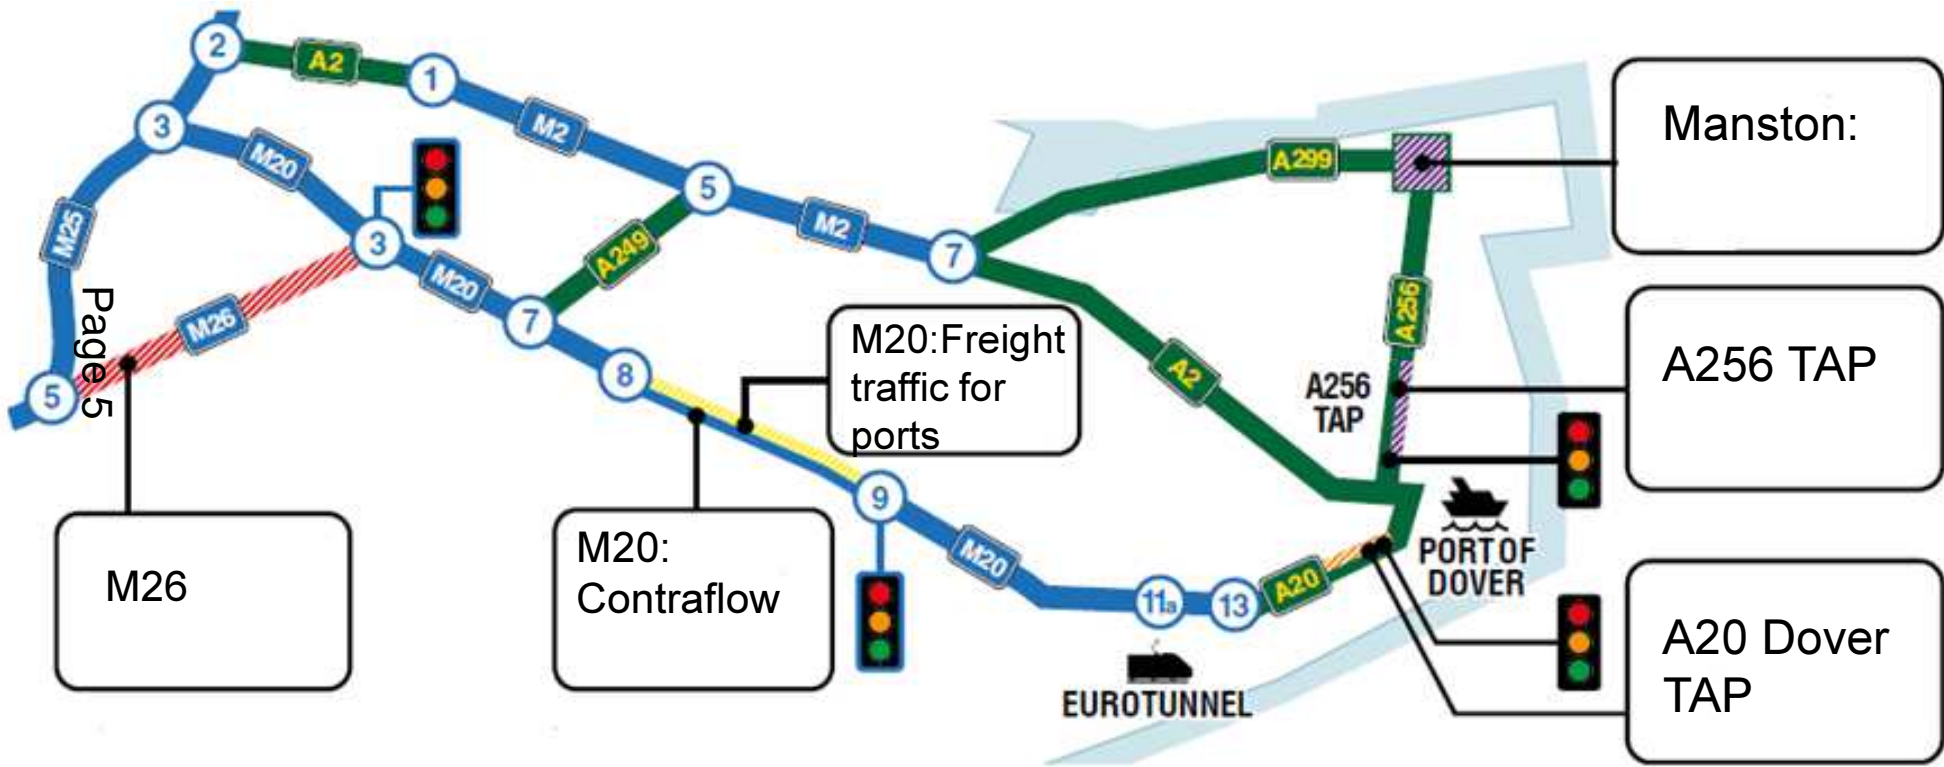 2
A2
1
M2
3
M20
5
M2
M25
3
M20
A249
7
A299
Manston:
Page 5
M26
7
8
M20:Freight
traffic for
ports
A2
A256
A256
TAP
A256 TAP
5
M26
M20:
Contraflow
9
M20
11a
13
A20
PORT OF
DOVER
EUROTUNNEL
A20 Dover
TAP